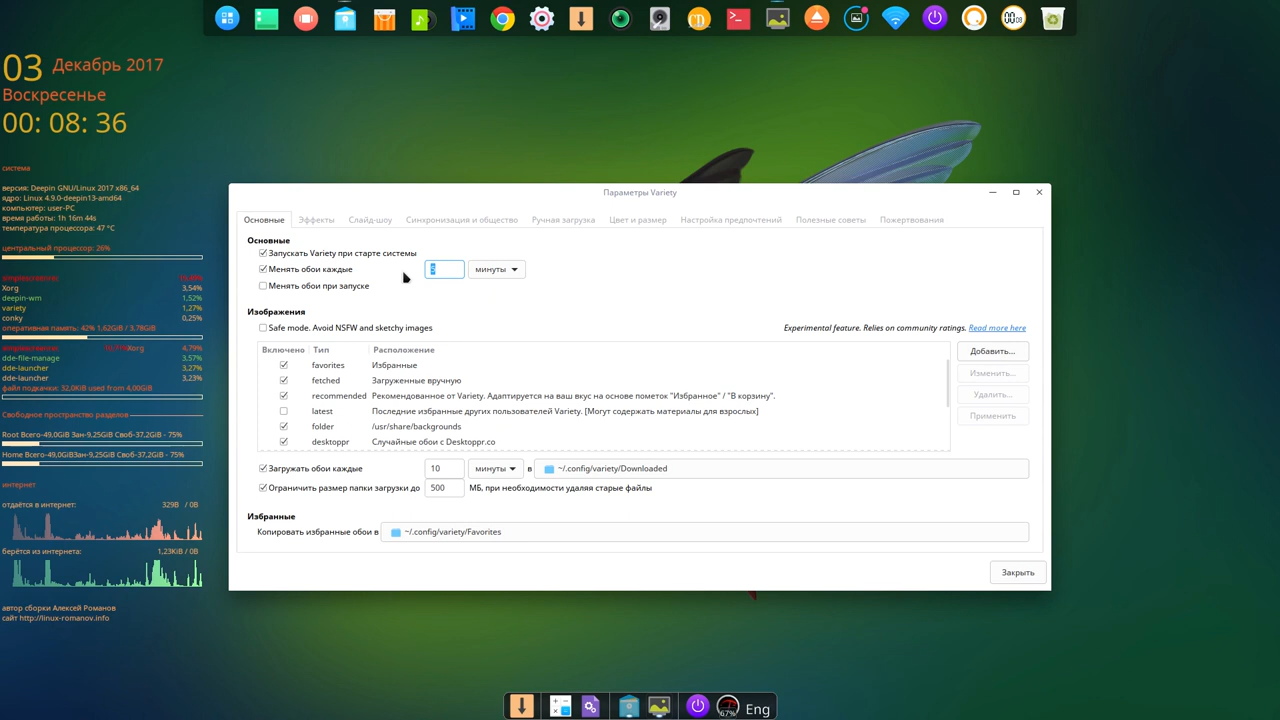 08
03 Декабрь 2017
Воскресенье
00: 08: 36
система
версия: Deepin GNU/Linux 2017 x86_64
ядро: Linux 4.9.0-deepin13-amd64
компьютер: user-PC
время работы: 1h 16m 44s
температура процессора: 47 °C
центральный процессор: 26%
Xorg 3,54%
deepin-wm 1,52%
variety 1,27%
conky 0,25%
оперативная память: 42% 1,62GiB / 3.78GiB
Xorg 4,79%
dde-file-manage 3,57%
dde-launcher 3,27%
dde-launcher 3,23%
файл подкачки: 32,0KiB used from 4,00GiB
Свободное пространство разделов
Root Всего-49,0GiB Зан-9,25GiB Своб-37,2GiB - 75%
Home Всего-49,0GiBЗан-9,25GiB Своб-37,2GiB - 75%
интернет
отдаётся в интернет: 329B / 0B
берётся из интернета: 1,23KiB / 0B
автор сборки Алексей Романов
сайт http://linux-romanov.info
Параметры Variety
Основные Эффекты Слайд-шоу Синхронизация и общество Ручная загрузка Цвет и размер Настройка предпочтений Полезные советы Пожертвования
Основные
Запускать Variety при старте системы
Менять обои каждые 5 минуты
Менять обои при запуске
Изображения
Safe mode. Avoid NSFW and sketchy images Experimental feature. Relies on community ratings. Read more here
Включено Тип Расположение
favorites Избранные
fetched Загруженные вручную
recommended Рекомендованное от Variety. Адаптируется на ваш вкус на основе пометок "Избранное" / "В корзину".
latest Последние избранные других пользователей Variety. [Могут содержать материалы для взрослых]
folder /usr/share/backgrounds
desktoppr Случайные обои с Desktoppr.co
Добавить...
Изменить...
Удалить...
Применить
Загружать обои каждые 10 минуты в ~/.config/variety/Downloaded
Ограничить размер папки загрузки до 500 МБ, при необходимости удаляя старые файлы
Избранные
Копировать избранные обои в ~/.config/variety/Favorites
Закрыть
67% Eng